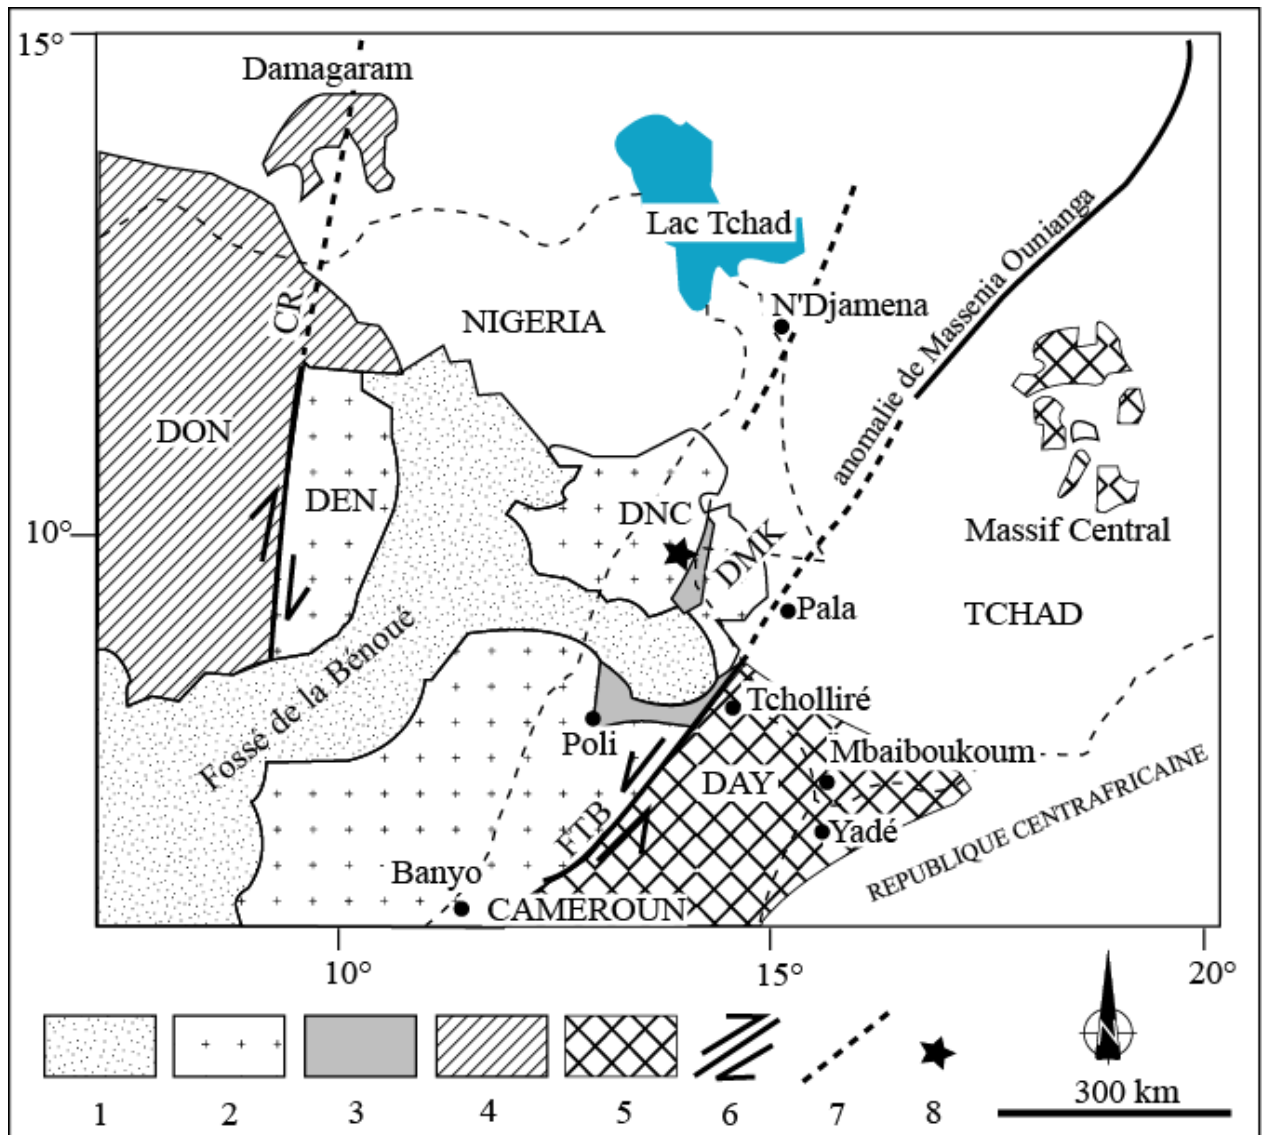 15°
Damagaram
Lac Tchad
anomalie de Massenia Ounianga
N'Djamena
CR
NIGERIA
DON
DEN
DNC
DMK
Massif Central
10°
Pala
TCHAD
Fossé de la Bénoué
Tcholliré
Poli
Mbaiboukoum
DAY
FTB
Yadé
REPUBLIQUE CENTRAFRICAINE
Banyo
CAMEROUN
10°
15°
20°
N
300 km
1 2 3 4 5 6 7 8